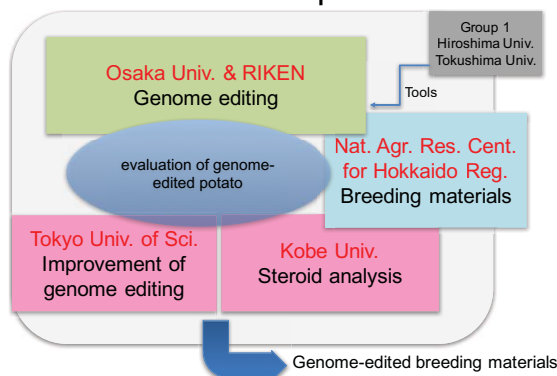 Group 1
Hiroshima Univ.
Tokushima Univ.
Osaka Univ. & RIKEN
Genome editing
Tools
Nat. Agr. Res. Cent.
for Hokkaido Reg.
Breeding materials
evaluation of genome-
edited potato
Tokyo Univ. of Sci.
Improvement of
genome editing
Kobe Univ.
Steroid analysis
Genome-edited breeding materials